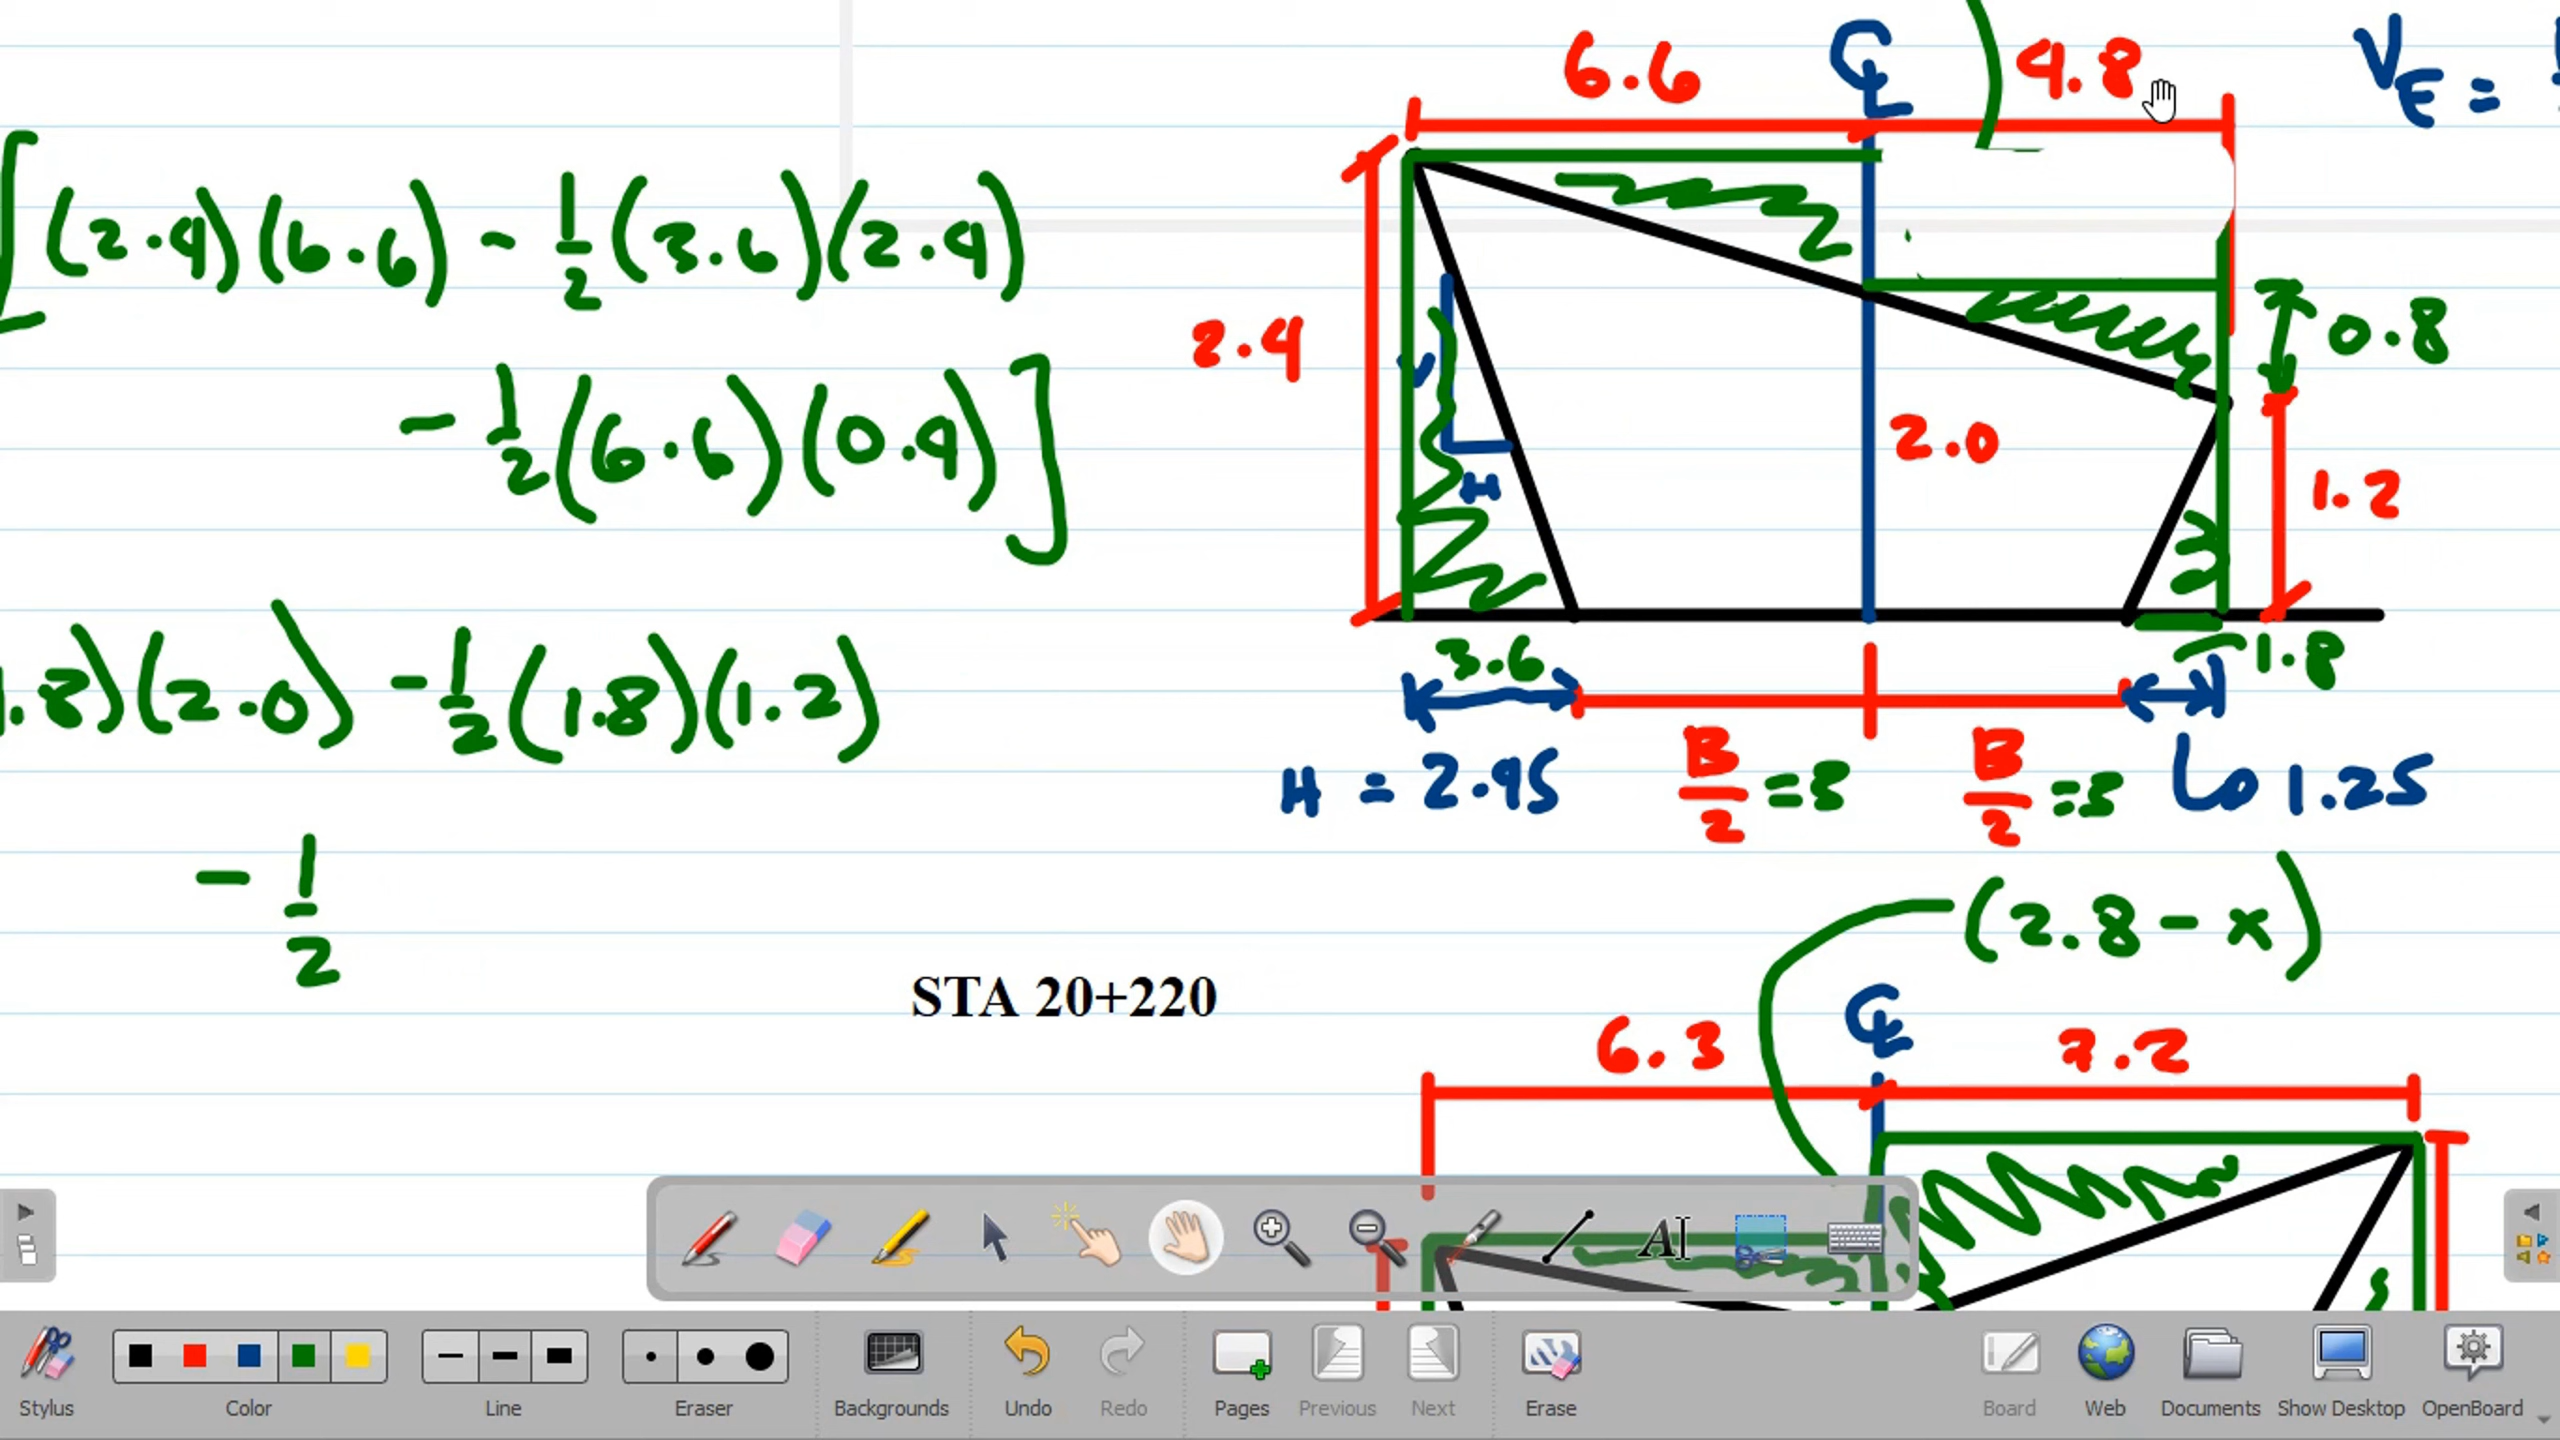 6.6 ℄ 4.8
V_E =
[(2.4)(6.6) - 1/2 (3.6)(2.4)
- 1/2 (6.6)(0.4)]
2.4
V
H
2.0
0.8
1.2
.8)(2.0) - 1/2 (1.8)(1.2)
3.6
1.8
H = 2.95
B/2 = 3
B/2 = 3
1.25
- 1/2
(2.8 - x)
STA 20+220
6.3 ℄ 7.2
Stylus Color Line Eraser Backgrounds Undo Redo Pages Previous Next Erase Board Web Documents Show Desktop OpenBoard